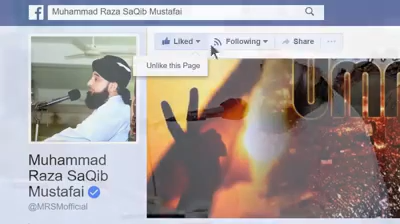 Muhammad Raza SaQib Mustafai
Liked
Following
Share
Unlike this Page
Muhammad
Raza SaQib
Mustafai
@MRSMofficial